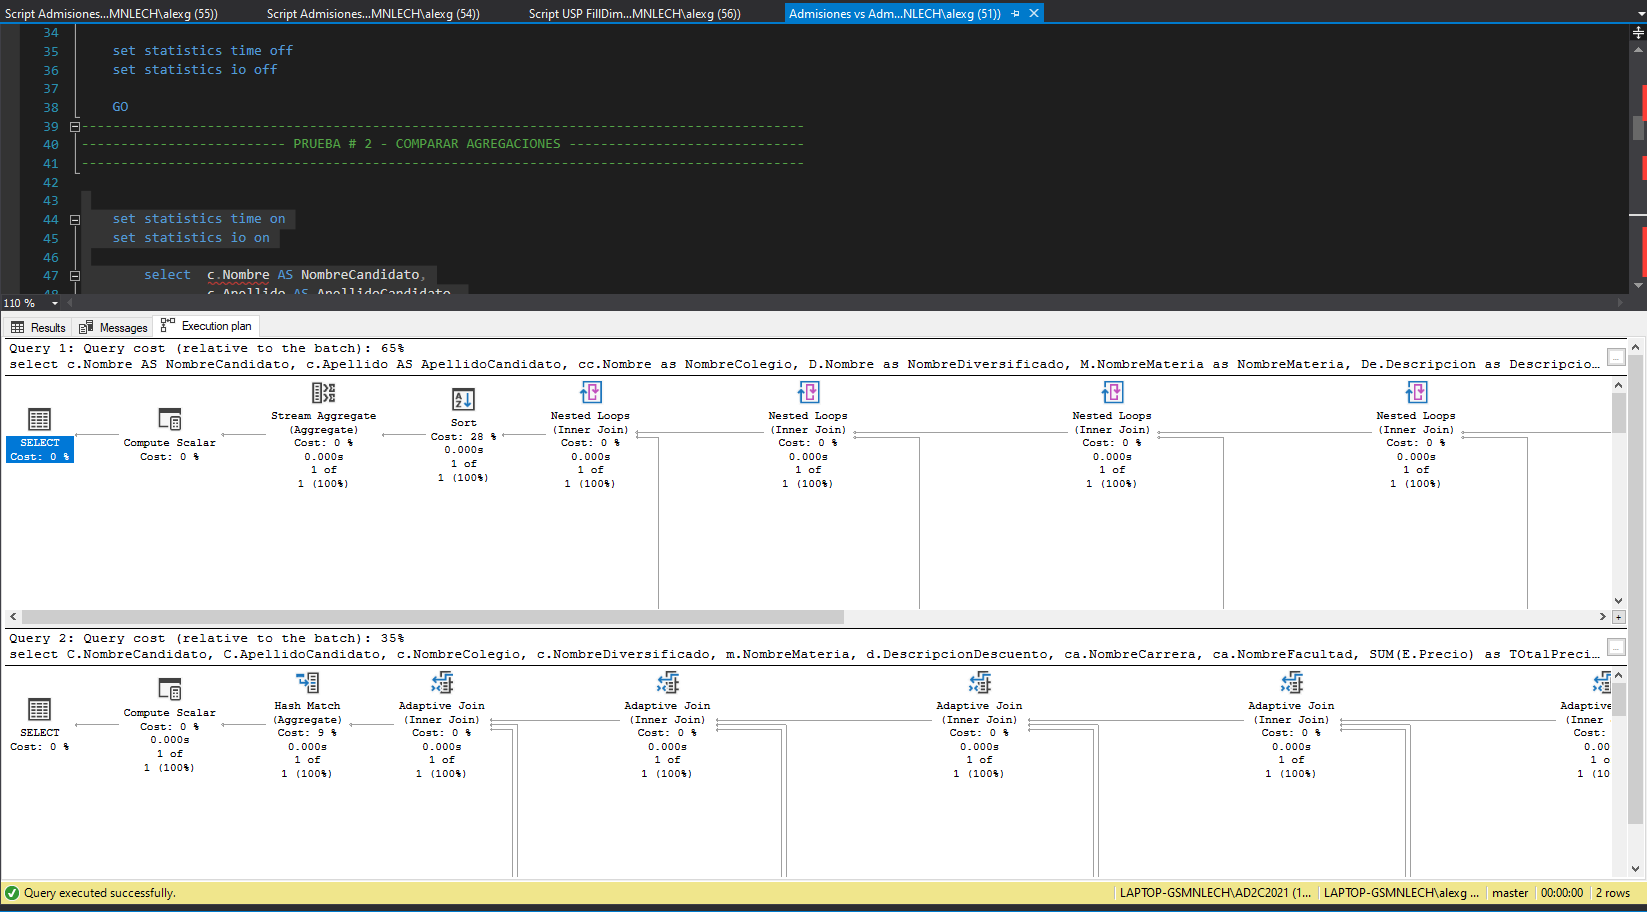 Script Admisiones...MNLECH\alexg (55)) Script Admisiones...MNLECH\alexg (54)) Script USP FillDim...MNLECH\alexg (56)) Admisiones vs Adm...NLECH\alexg (51))
34
35 set statistics time off
36 set statistics io off
37
38 GO
39 --------------------------------------------------------------------------------------------
40 -------------------------- PRUEBA # 2 - COMPARAR AGREGACIONES ------------------------------
41 --------------------------------------------------------------------------------------------
42
43
44 set statistics time on
45 set statistics io on
46
47 select c.Nombre AS NombreCandidato,
48 c.Apellido AS ApellidoCandidato
110 %
Results Messages Execution plan
Query 1: Query cost (relative to the batch): 65%
select c.Nombre AS NombreCandidato, c.Apellido AS ApellidoCandidato, cc.Nombre as NombreColegio, D.Nombre as NombreDiversificado, M.NombreMateria as NombreMateria, De.Descripcion as Descripcio...
SELECT
Cost: 0 %
Compute Scalar
Cost: 0 %
Stream Aggregate
(Aggregate)
Cost: 0 %
0.000s
1 of
1 (100%)
Sort
Cost: 28 %
0.000s
1 of
1 (100%)
Nested Loops
(Inner Join)
Cost: 0 %
0.000s
1 of
1 (100%)
Nested Loops
(Inner Join)
Cost: 0 %
0.000s
1 of
1 (100%)
Nested Loops
(Inner Join)
Cost: 0 %
0.000s
1 of
1 (100%)
Nested Loops
(Inner Join)
Cost: 0 %
0.000s
1 of
1 (100%)
Query 2: Query cost (relative to the batch): 35%
select C.NombreCandidato, C.ApellidoCandidato, c.NombreColegio, c.NombreDiversificado, m.NombreMateria, d.DescripcionDescuento, ca.NombreCarrera, ca.NombreFacultad, SUM(E.Precio) as TOtalPreci...
SELECT
Cost: 0 %
Compute Scalar
Cost: 0 %
0.000s
1 of
1 (100%)
Hash Match
(Aggregate)
Cost: 9 %
0.000s
1 of
1 (100%)
Adaptive Join
(Inner Join)
Cost: 0 %
0.000s
1 of
1 (100%)
Adaptive Join
(Inner Join)
Cost: 0 %
0.000s
1 of
1 (100%)
Adaptive Join
(Inner Join)
Cost: 0 %
0.000s
1 of
1 (100%)
Adaptive Join
(Inner Join)
Cost: 0 %
0.000s
1 of
1 (100%)
Adaptive
(Inner
Cost:
0.00
1 o
1 (10
Query executed successfully. LAPTOP-GSMNLECH\AD2C2021 (1... LAPTOP-GSMNLECH\alexg ... master 00:00:00 2 rows